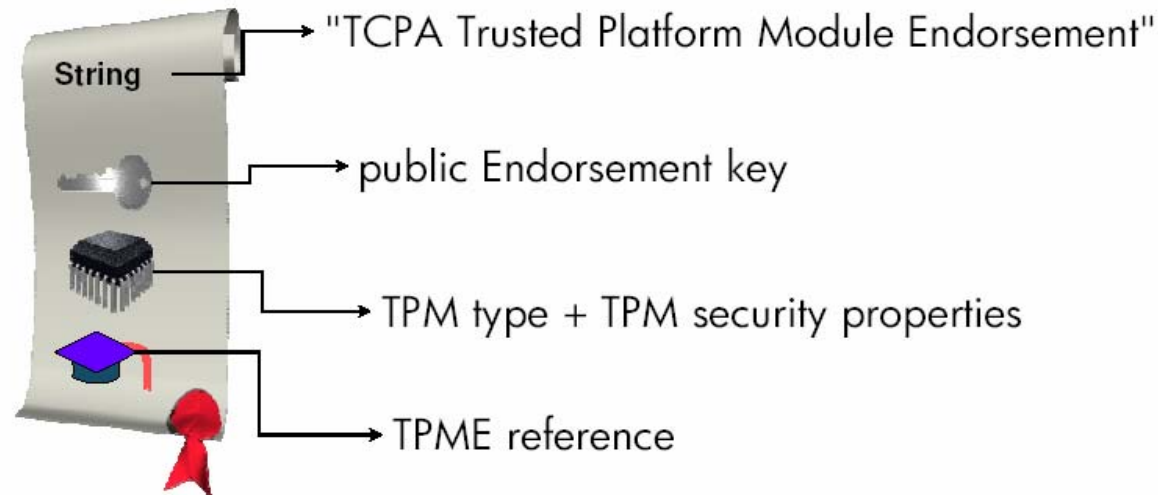 "TCPA Trusted Platform Module Endorsement"
String
public Endorsement key
TPM type + TPM security properties
TPME reference